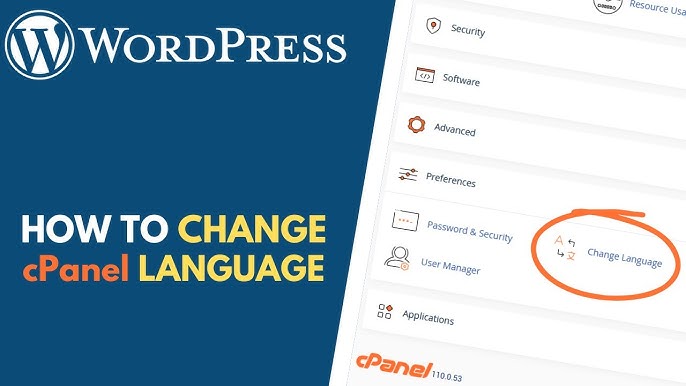 WORDPRESS
HOW TO CHANGE
cPanel LANGUAGE
Resource Usa
Security
Software
Advanced
Preferences
Password & Security
Change Language
User Manager
Applications
cPanel 110.0.53